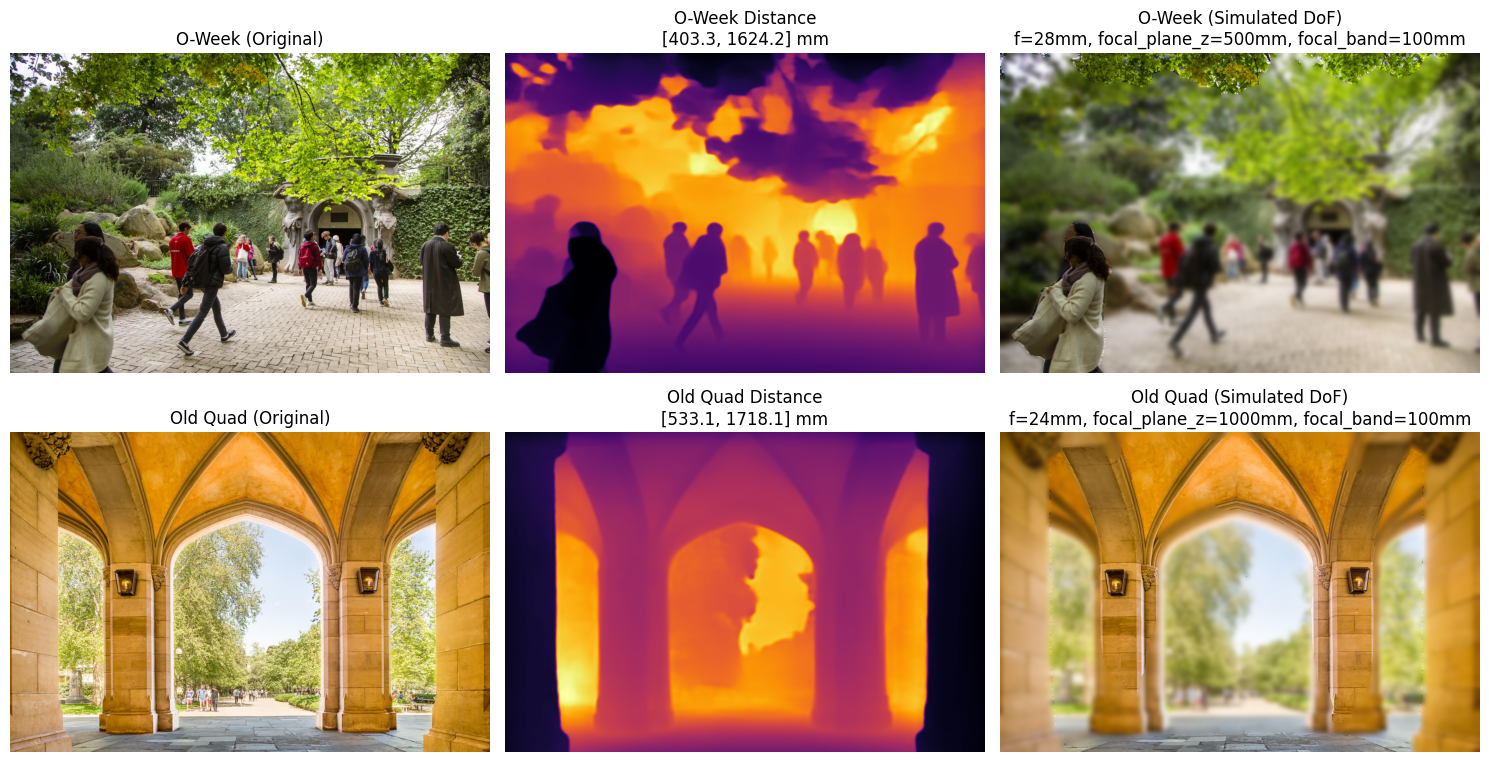 O-Week (Original)
O-Week Distance
[403.3, 1624.2] mm
O-Week (Simulated DoF)
f=28mm, focal_plane_z=500mm, focal_band=100mm
Old Quad (Original)
Old Quad Distance
[533.1, 1718.1] mm
Old Quad (Simulated DoF)
f=24mm, focal_plane_z=1000mm, focal_band=100mm